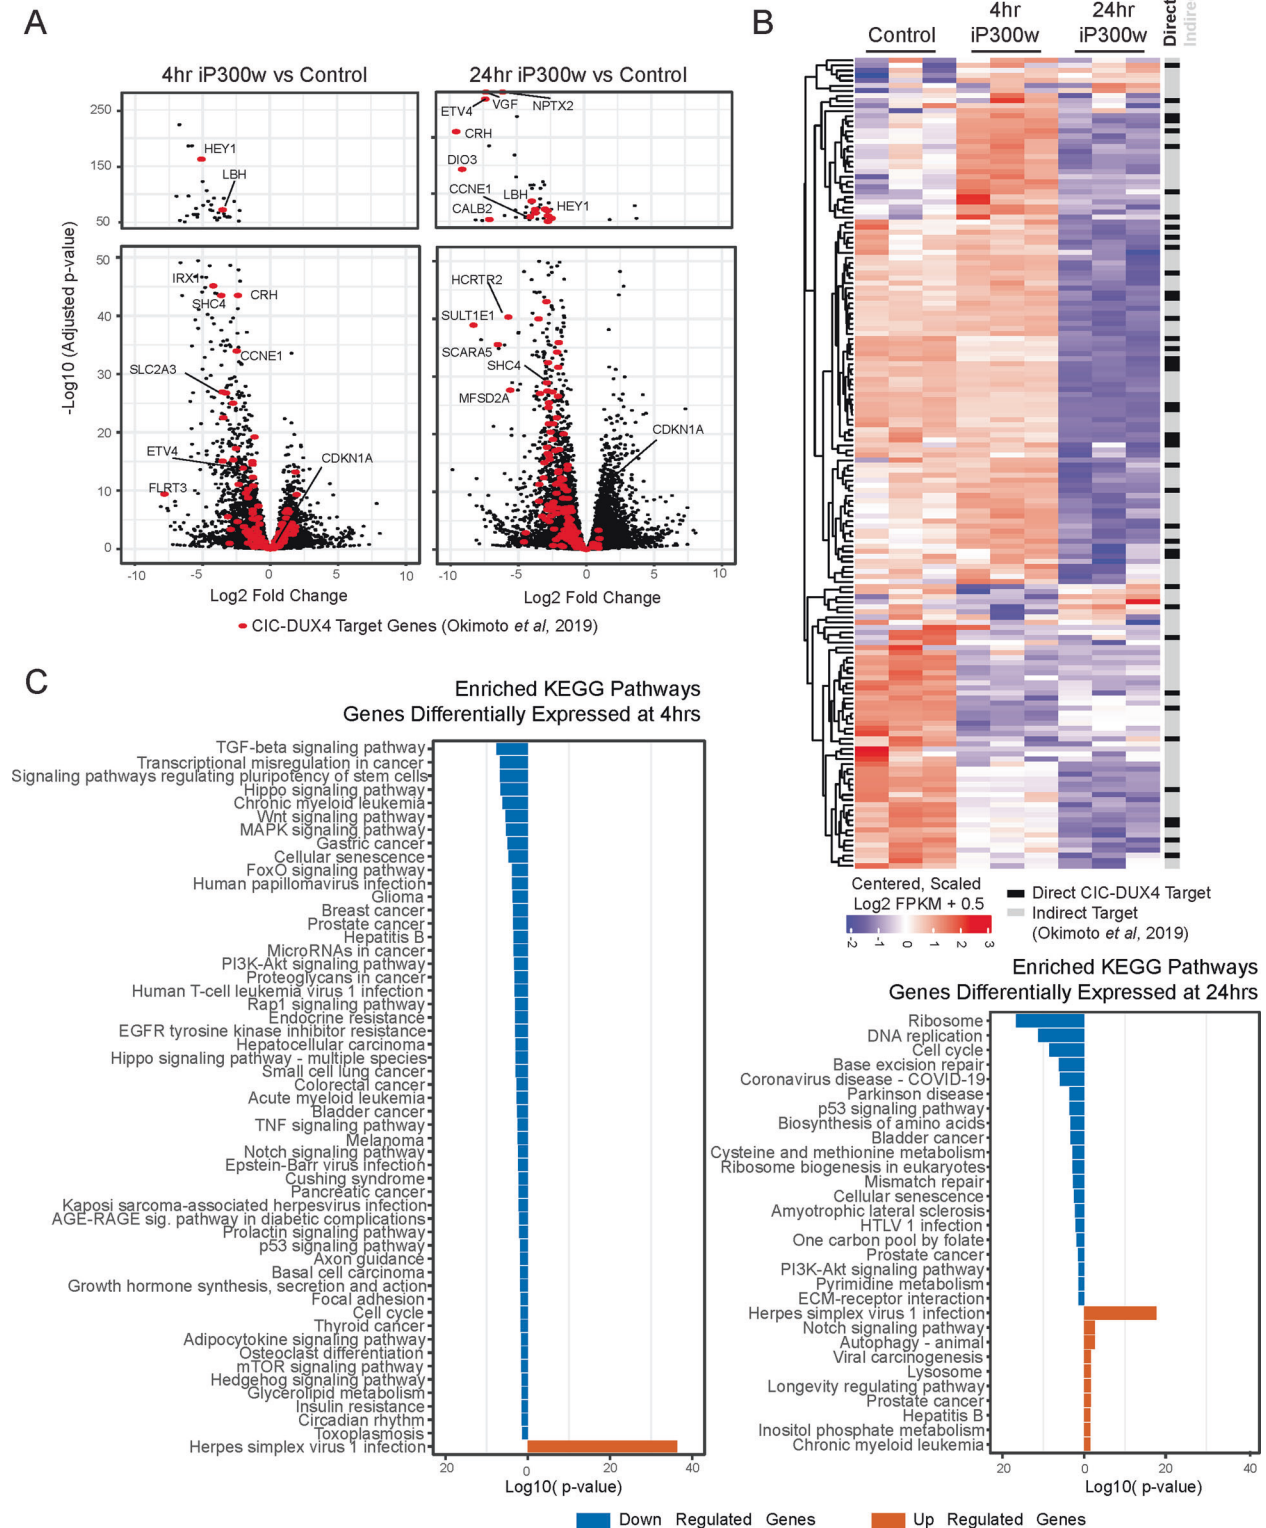 A
4hr iP300w vs Control
24hr iP300w vs Control
-Log10 (Adjusted p-value)
250
150
50
HEY1
LBH
ETV4
VGF
NPTX2
CRH
DIO3
CCNE1
LBH
HEY1
CALB2
50
40
30
20
10
0
IRX1
SHC4
CRH
CCNE1
SLC2A3
ETV4
FLRT3
CDKN1A
HCRTR2
SULT1E1
SCARA5
SHC4
MFSD2A
CDKN1A
-10
-5
0
5
10
-10
-5
0
5
10
Log2 Fold Change
Log2 Fold Change
CIC-DUX4 Target Genes (Okimoto et al, 2019)
B
Control
4hr
iP300w
24hr
iP300w
Direct
Indire
Centered, Scaled
Log2 FPKM + 0.5
-2
-1
0
1
2
3
Direct CIC-DUX4 Target
Indirect Target
(Okimoto et al, 2019)
C
Enriched KEGG Pathways
Genes Differentially Expressed at 4hrs
TGF-beta signaling pathway
Transcriptional misregulation in cancer
Signaling pathways regulating pluripotency of stem cells
Hippo signaling pathway
Chronic myeloid leukemia
Wnt signaling pathway
MAPK signaling pathway
Gastric cancer
Cellular senescence
FoxO signaling pathway
Human papillomavirus infection
Glioma
Breast cancer
Prostate cancer
Hepatitis B
MicroRNAs in cancer
PI3K-Akt signaling pathway
Proteoglycans in cancer
Human T-cell leukemia virus 1 infection
Rap1 signaling pathway
Endocrine resistance
EGFR tyrosine kinase inhibitor resistance
Hepatocellular carcinoma
Hippo signaling pathway - multiple species
Small cell lung cancer
Colorectal cancer
Acute myeloid leukemia
Bladder cancer
TNF signaling pathway
Melanoma
Notch signaling pathway
Epstein-Barr virus infection
Cushing syndrome
Pancreatic cancer
Kaposi sarcoma-associated herpesvirus infection
AGE-RAGE sig. pathway in diabetic complications
Prolactin signaling pathway
p53 signaling pathway
Axon guidance
Basal cell carcinoma
Growth hormone synthesis, secretion and action
Focal adhesion
Cell cycle
Thyroid cancer
Adipocytokine signaling pathway
Osteoclast differentiation
mTOR signaling pathway
Hedgehog signaling pathway
Glycerolipid metabolism
Insulin resistance
Circadian rhythm
Toxoplasmosis
Herpes simplex virus 1 infection
20
0
20
40
Log10( p-value)
Enriched KEGG Pathways
Genes Differentially Expressed at 24hrs
Ribosome
DNA replication
Cell cycle
Base excision repair
Coronavirus disease - COVID-19
Parkinson disease
p53 signaling pathway
Biosynthesis of amino acids
Bladder cancer
Cysteine and methionine metabolism
Ribosome biogenesis in eukaryotes
Mismatch repair
Cellular senescence
Amyotrophic lateral sclerosis
HTLV 1 infection
One carbon pool by folate
Prostate cancer
PI3K-Akt signaling pathway
Pyrimidine metabolism
ECM-receptor interaction
Herpes simplex virus 1 infection
Notch signaling pathway
Autophagy - animal
Viral carcinogenesis
Lysosome
Longevity regulating pathway
Prostate cancer
Hepatitis B
Inositol phosphate metabolism
Chronic myeloid leukemia
20
0
20
40
Log10( p-value)
Down Regulated Genes
Up Regulated Genes